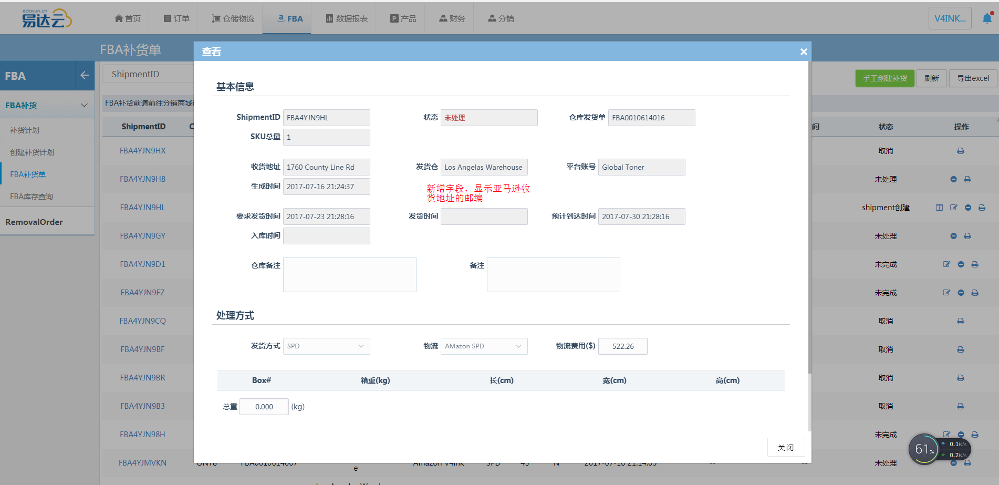 edayun.cn
易达云
首页
订单
仓储物流
FBA
数据报表
产品
财务
分销
V4INK...
FBA补货单
查看
FBA
ShipmentID
手工创建补货
刷新
导出excel
FBA补货
补货计划
创建补货计划
FBA补货单
FBA库存查询
RemovalOrder
FBA补货前请前往分销商城
ShipmentID
间
状态
操作
FBA4YJN9HX
取消
FBA4YJN9H8
未处理
FBA4YJN9HL
shipment创建
FBA4YJN9GY
未处理
FBA4YJN9D1
未完成
FBA4YJN9FZ
未完成
FBA4YJN9CQ
取消
FBA4YJN9BF
取消
FBA4YJN9BR
取消
FBA4YJN9B3
取消
FBA4YJN98H
未完成
FBA4YJMVKN
ONT8
FBA0010614007
e
Amazon V4ink
SPD
45
N
2017-07-16 21:14:05
--
--
未处理
基本信息
ShipmentID
FBA4YJN9HL
状态
未处理
仓库发货单
FBA0010614016
SKU总量
1
收货地址
1760 County Line Rd
发货仓
Los Angelas Warehouse
平台账号
Global Toner
生成时间
2017-07-16 21:24:37
新增字段，显示亚马逊收
货地址的邮编
要求发货时间
2017-07-23 21:28:16
发货时间
预计到达时间
2017-07-30 21:28:16
入库时间
仓库备注
备注
处理方式
发货方式
SPD
物流
AMazon SPD
物流费用($)
522.26
Box#
箱重(kg)
长(cm)
宽(cm)
高(cm)
总重
0.000
(kg)
关闭
61%
0.1K/s
0.2K/s